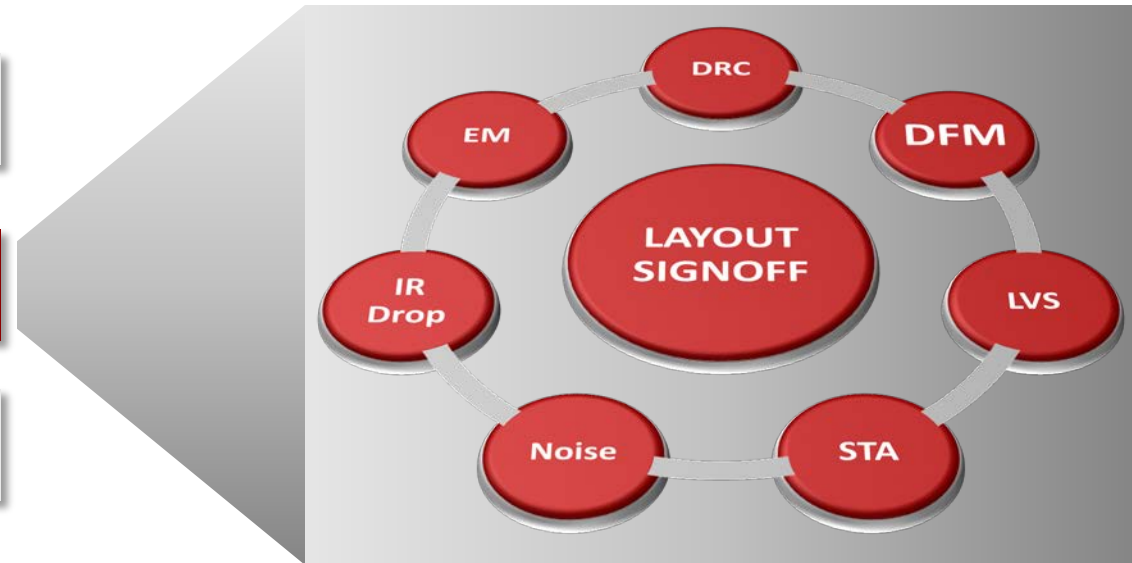 DRC
EM
DFM
LAYOUT
SIGNOFF
IR
Drop
LVS
Noise
STA